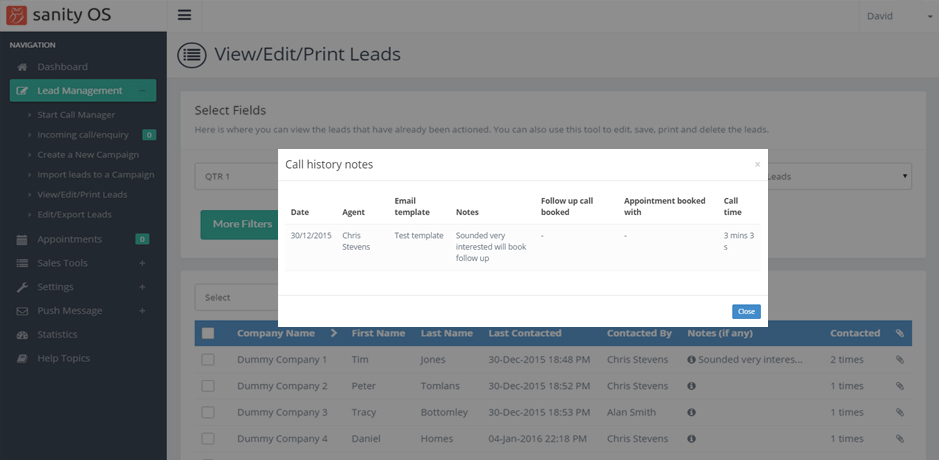 sanity OS
David
NAVIGATION
Dashboard
Lead Management
Start Call Manager
Incoming call/enquiry 0
Create a New Campaign
Import leads to a Campaign
View/Edit/Print Leads
Edit/Export Leads
Appointments 0
Sales Tools +
Settings +
Push Message +
Statistics
Help Topics
View/Edit/Print Leads
Select Fields
Here is where you can view the leads that have already been actioned. You can also use this tool to edit, save, print and delete the leads.
QTR 1
Leads
More Filters
Call history notes ×
Date Agent Email template Notes Follow up call booked Appointment booked with Call time
30/12/2015 Chris Stevens Test template Sounded very interested will book follow up - - 3 mins 3 s
Close
Select
Company Name First Name Last Name Last Contacted Contacted By Notes (if any) Contacted
Dummy Company 1 Tim Jones 30-Dec-2015 18:48 PM Chris Stevens Sounded very interes... 2 times
Dummy Company 2 Peter Tomlans 30-Dec-2015 18:52 PM Chris Stevens 1 times
Dummy Company 3 Tracy Bottomley 30-Dec-2015 18:53 PM Alan Smith 1 times
Dummy Company 4 Daniel Homes 04-Jan-2016 22:18 PM Chris Stevens 1 times